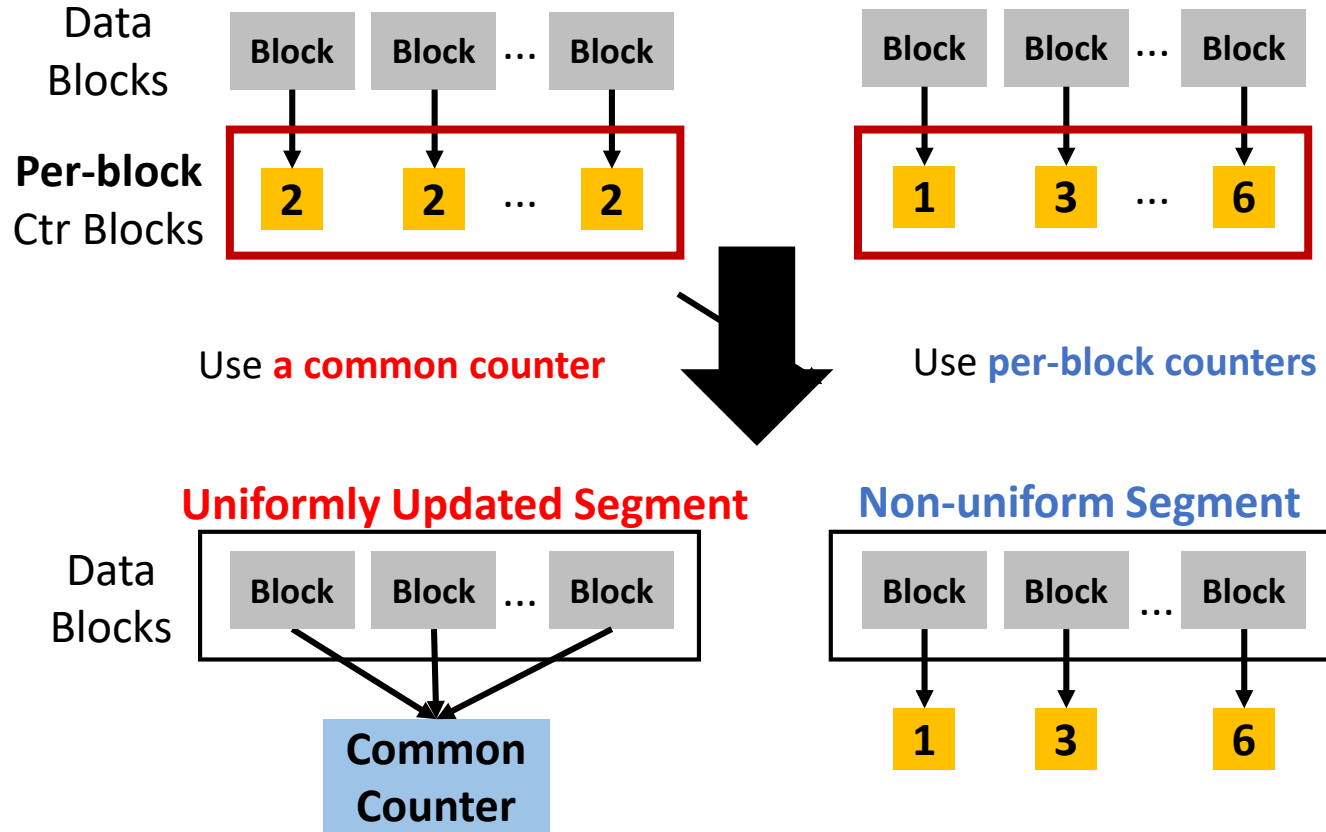 Data
Blocks
Block Block ... Block
Block Block ... Block
Per-block
Ctr Blocks
2 2 ... 2
1 3 ... 6
Use a common counter
Use per-block counters
Uniformly Updated Segment
Non-uniform Segment
Data
Blocks
Block Block ... Block
Block Block ... Block
Common
Counter
1 3 6